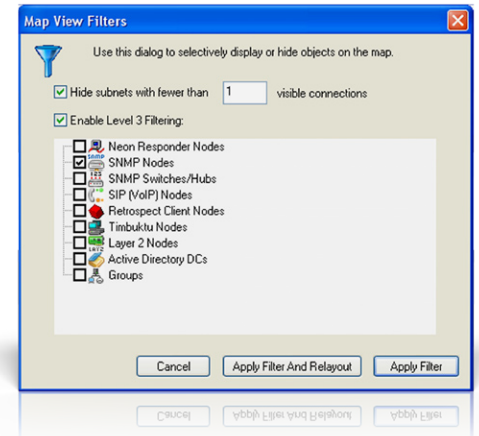 Map View Filters
Use this dialog to selectively display or hide objects on the map.
Hide subnets with fewer than 1 visible connections
Enable Level 3 Filtering:
Neon Responder Nodes
SNMP Nodes
SNMP Switches/Hubs
SIP (VoIP) Nodes
Retrospect Client Nodes
Timbuktu Nodes
Layer 2 Nodes
Active Directory DCs
Groups
Cancel
Apply Filter And Relayout
Apply Filter